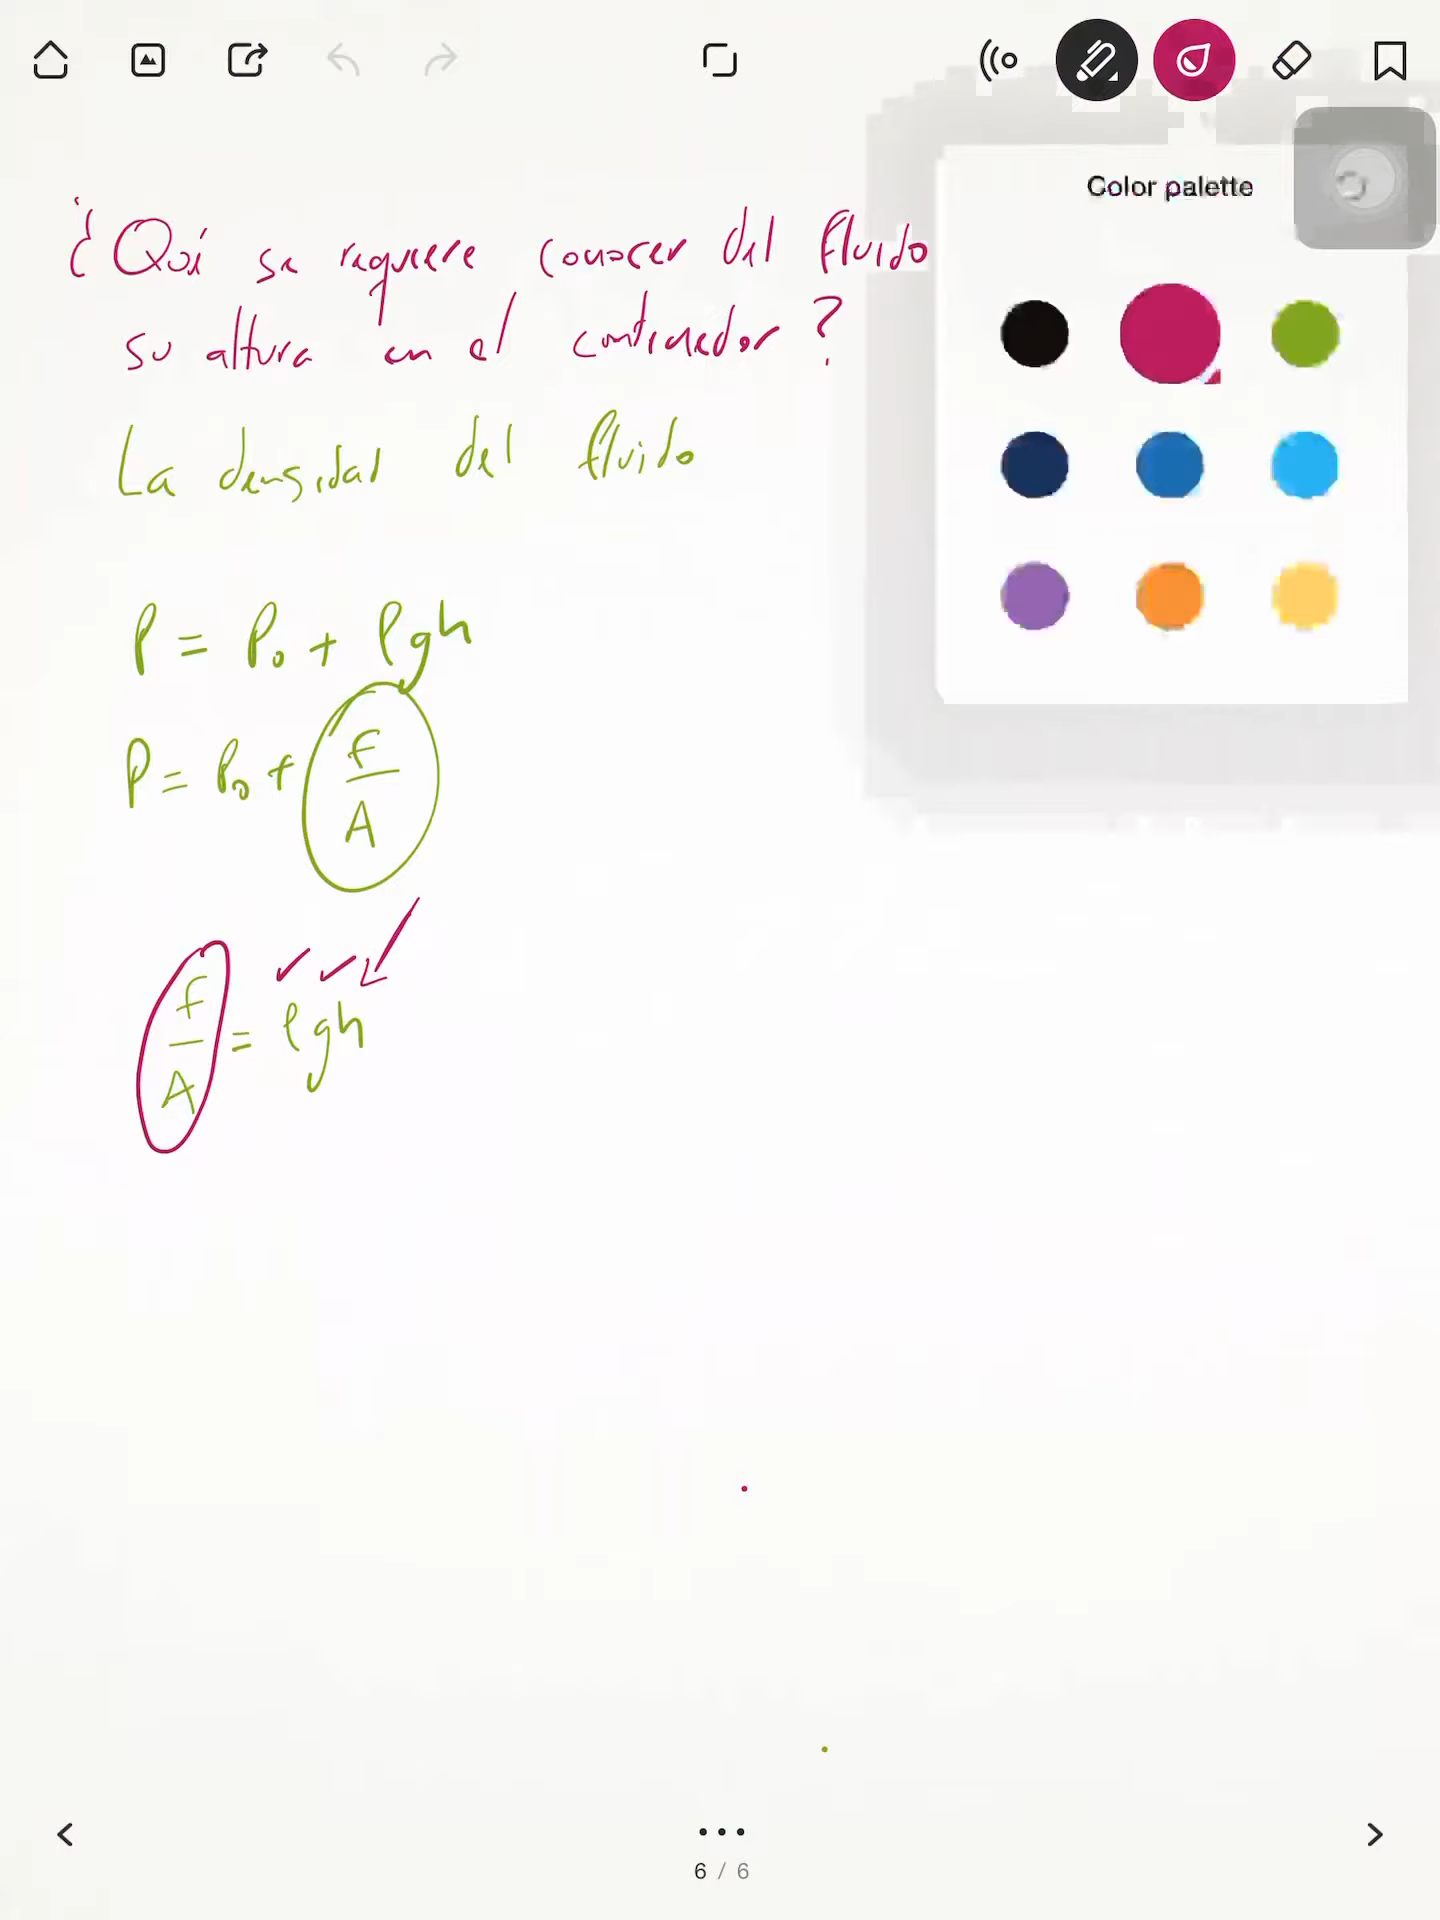 Color palette
¿Qué se requiere conocer del fluido
su altura en el contenedor?
La densidad del fluido
P = P₀ + ρgh
P = P₀ + F/A
F/A = ρgh
6 / 6